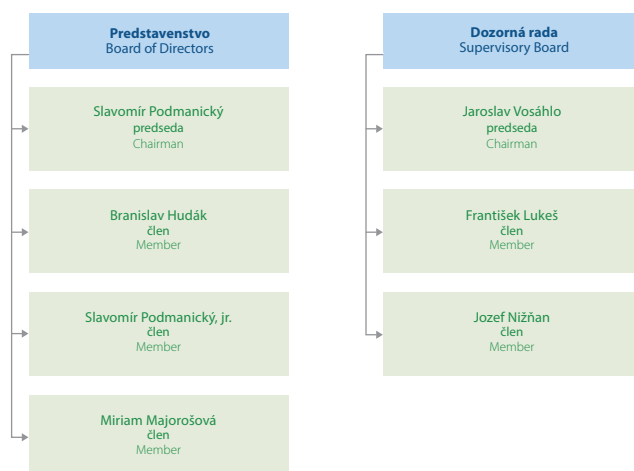 Predstavenstvo
Board of Directors
Slavomír Podmanický
predseda
Chairman
Branislav Hudák
člen
Member
Slavomír Podmanický, jr.
člen
Member
Miriam Majorošová
člen
Member
Dozorná rada
Supervisory Board
Jaroslav Vosáhlo
predseda
Chairman
František Lukeš
člen
Member
Jozef Nižňan
člen
Member